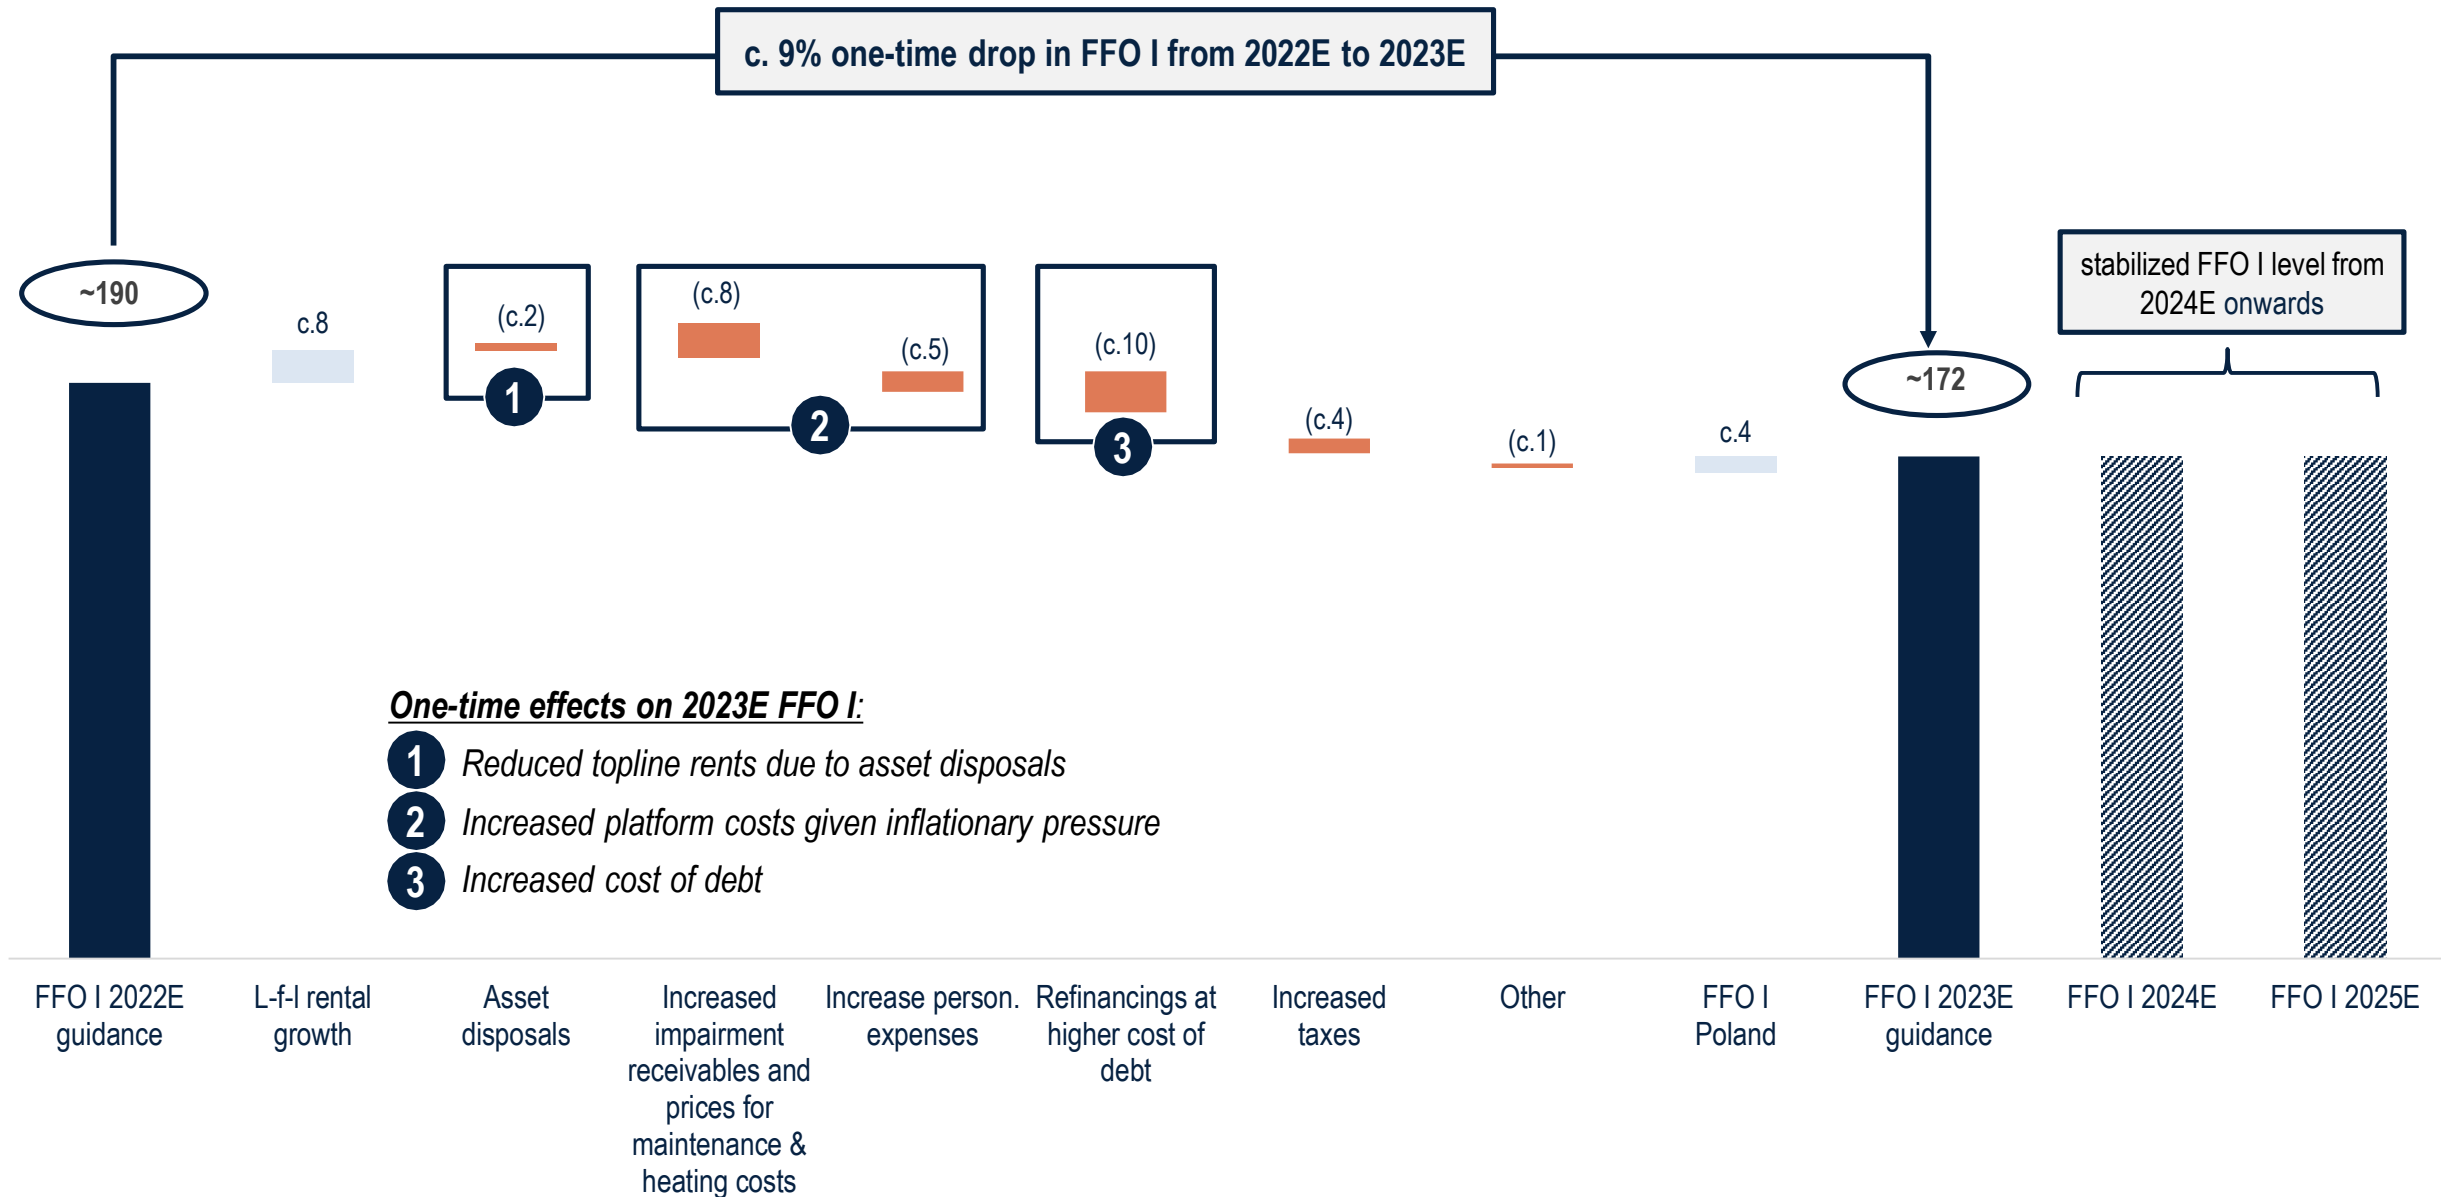 c. 9% one-time drop in FFO I from 2022E to 2023E
~190
c.8
(c.2)
1
(c.8)
(c.5)
2
(c.10)
3
(c.4)
(c.1)
c.4
~172
stabilized FFO I level from
2024E onwards
One-time effects on 2023E FFO I:
1 Reduced topline rents due to asset disposals
2 Increased platform costs given inflationary pressure
3 Increased cost of debt
FFO I 2022E
guidance
L-f-l rental
growth
Asset
disposals
Increased
impairment
receivables and
prices for
maintenance &
heating costs
Increase person.
expenses
Refinancings at
higher cost of
debt
Increased
taxes
Other
FFO I
Poland
FFO I 2023E
guidance
FFO I 2024E
FFO I 2025E